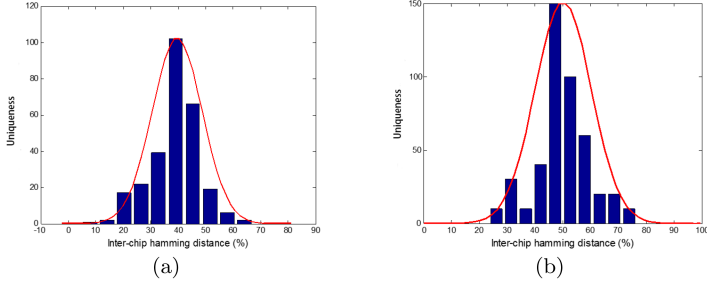 120
100
80
60
40
20
0
Uniqueness
-10 0 10 20 30 40 50 60 70 80 90
Inter-chip hamming distance (%)
(a)
150
100
50
0
Uniqueness
0 10 20 30 40 50 60 70 80 90 100
Inter-chip hamming distance (%)
(b)